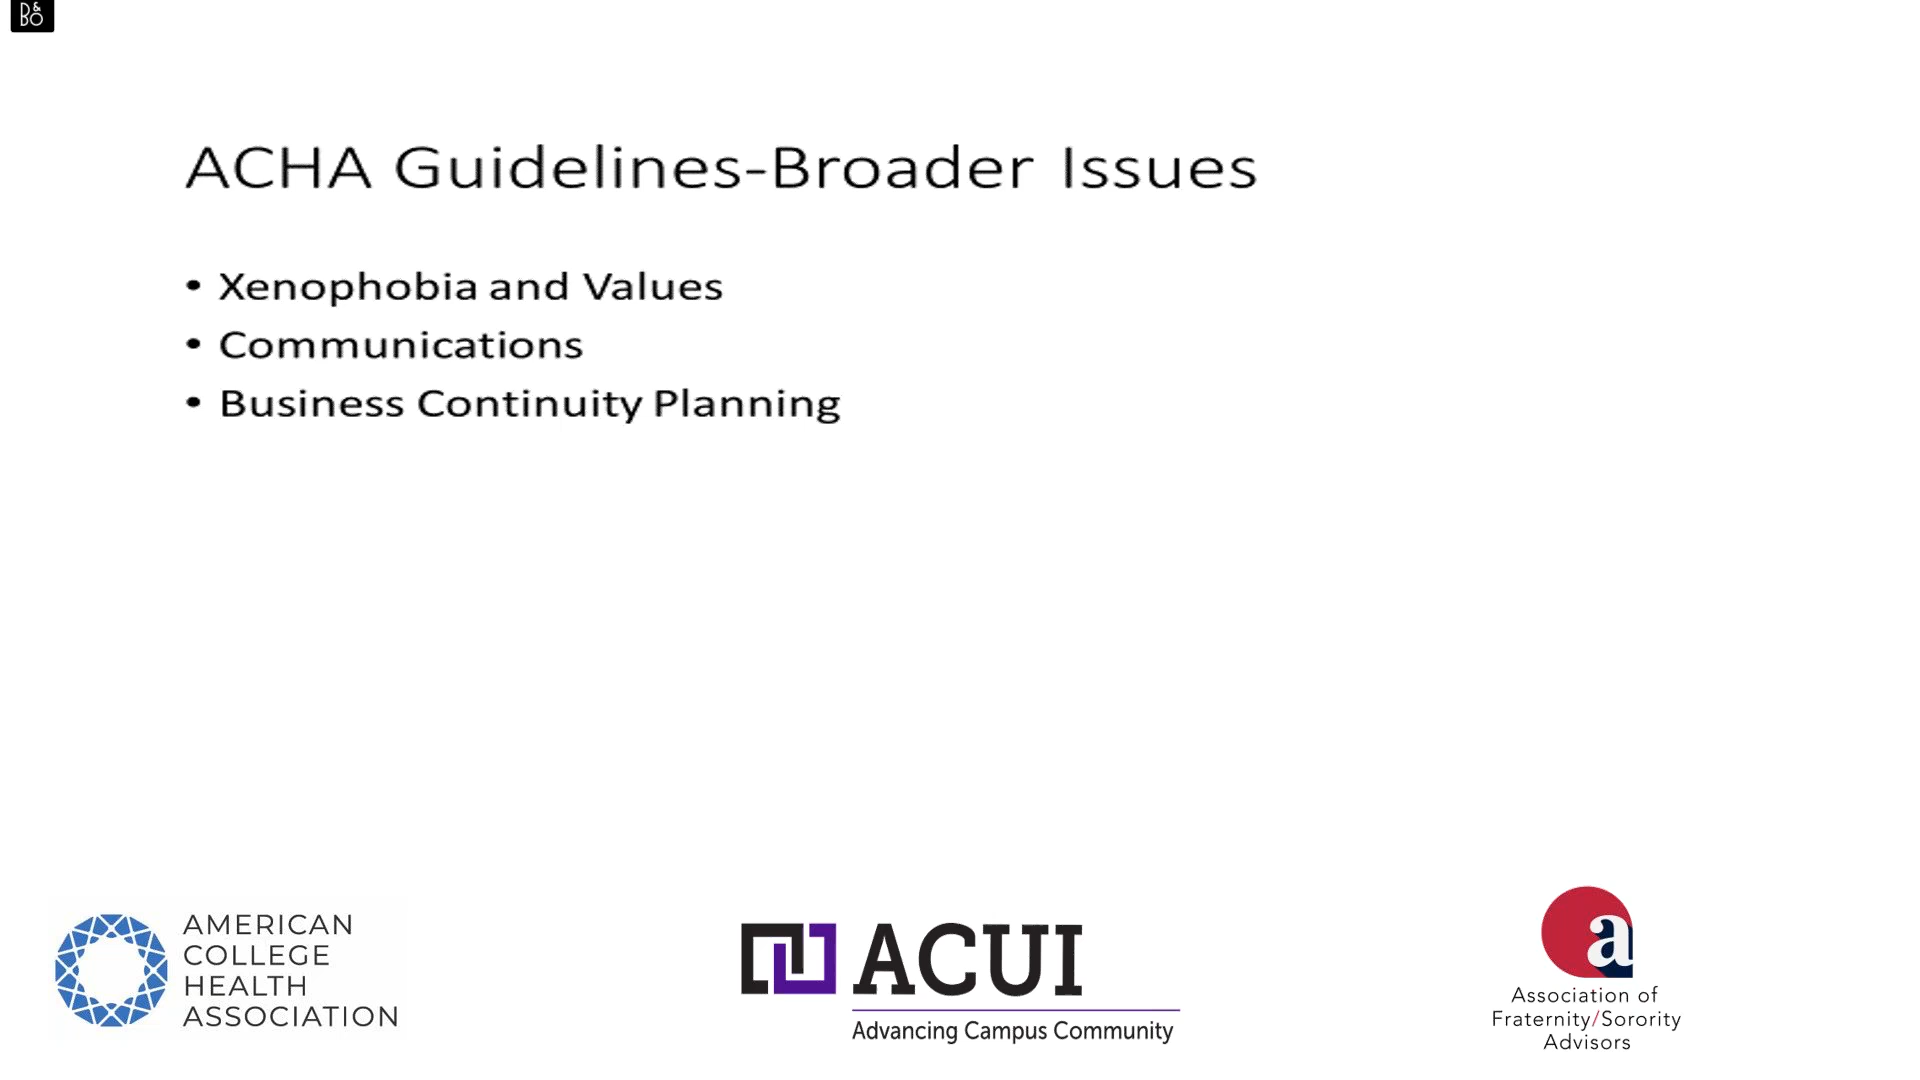 B&O
ACHA Guidelines-Broader Issues
• Xenophobia and Values
• Communications
• Business Continuity Planning
AMERICAN
COLLEGE
HEALTH
ASSOCIATION
ACUI
Advancing Campus Community
a
Association of
Fraternity/Sorority
Advisors